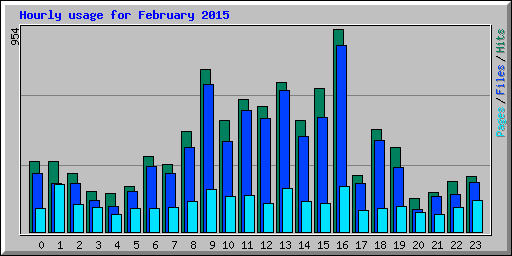 Hourly usage for February 2015
954
Pages/Files/Hits
0 1 2 3 4 5 6 7 8 9 10 11 12 13 14 15 16 17 18 19 20 21 22 23